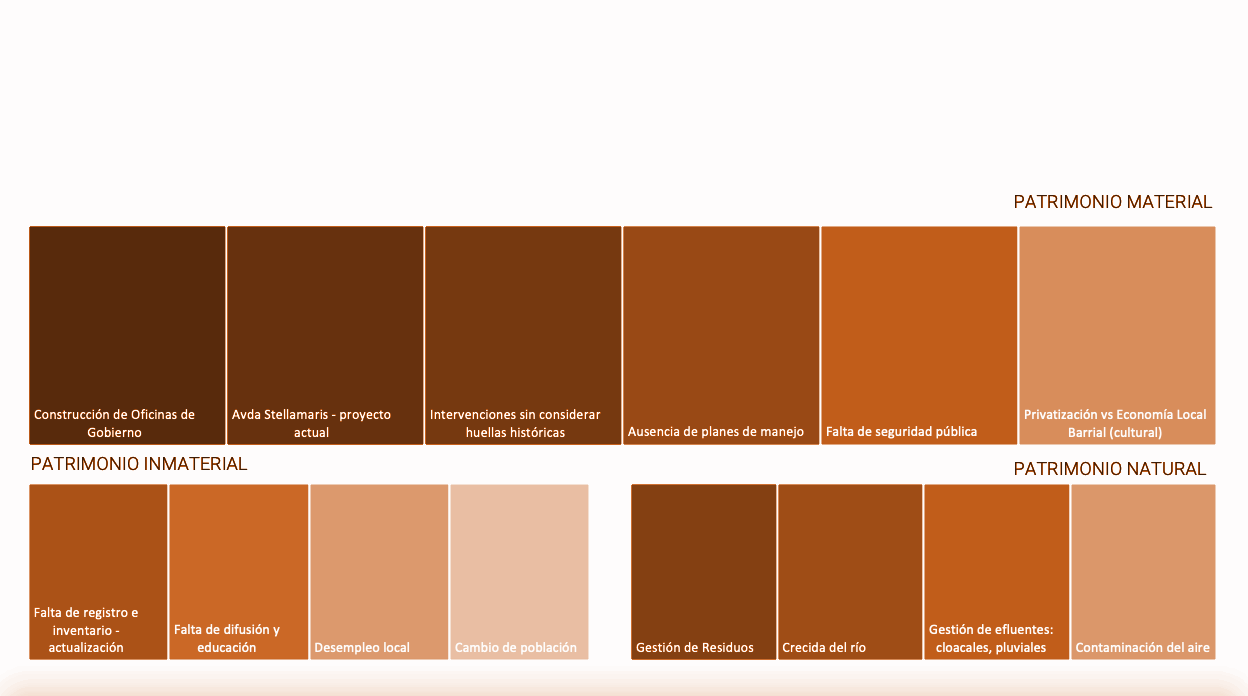 PATRIMONIO MATERIAL
Construcción de Oficinas de
Gobierno
Avda Stellamaris - proyecto
actual
Intervenciones sin considerar
huellas históricas
Ausencia de planes de manejo
Falta de seguridad pública
Privatización vs Economía Local
Barrial (cultural)
PATRIMONIO INMATERIAL
Falta de registro e
inventario -
actualización
Falta de difusión y
educación
Desempleo local
Cambio de población
PATRIMONIO NATURAL
Gestión de Residuos
Crecida del río
Gestión de efluentes:
cloacales, pluviales
Contaminación del aire